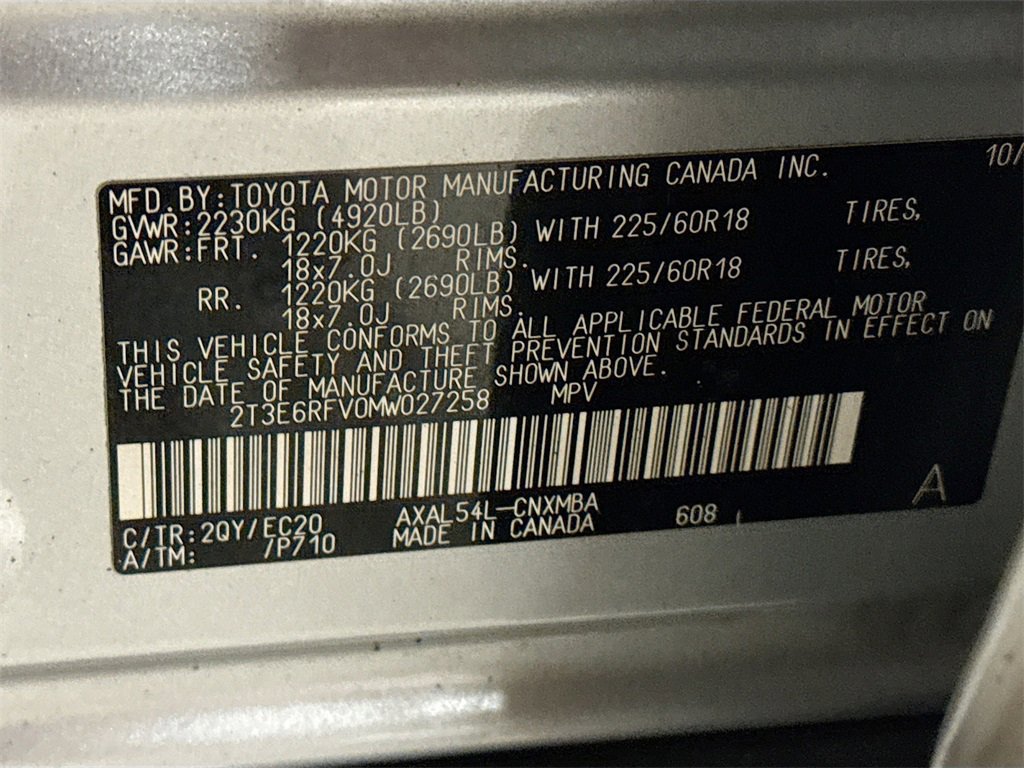 MFD.BY:TOYOTA MOTOR MANUFACTURING CANADA INC. 10/
GVWR:2230KG (4920LB)
GAWR:FRT. 1220KG (2690LB) WITH 225/60R18 TIRES,
18x7.0J RIMS.
RR. 1220KG (2690LB) WITH 225/60R18 TIRES,
18x7.0J RIMS.
THIS VEHICLE CONFORMS TO ALL APPLICABLE FEDERAL MOTOR
VEHICLE SAFETY AND THEFT PREVENTION STANDARDS IN EFFECT ON
THE DATE OF MANUFACTURE SHOWN ABOVE.
2T3E6RFV0MW027258 MPV
A
C/TR:2QY/EC20 AXAL54L-CNXMBA 608
A/TM: /P710 MADE IN CANADA